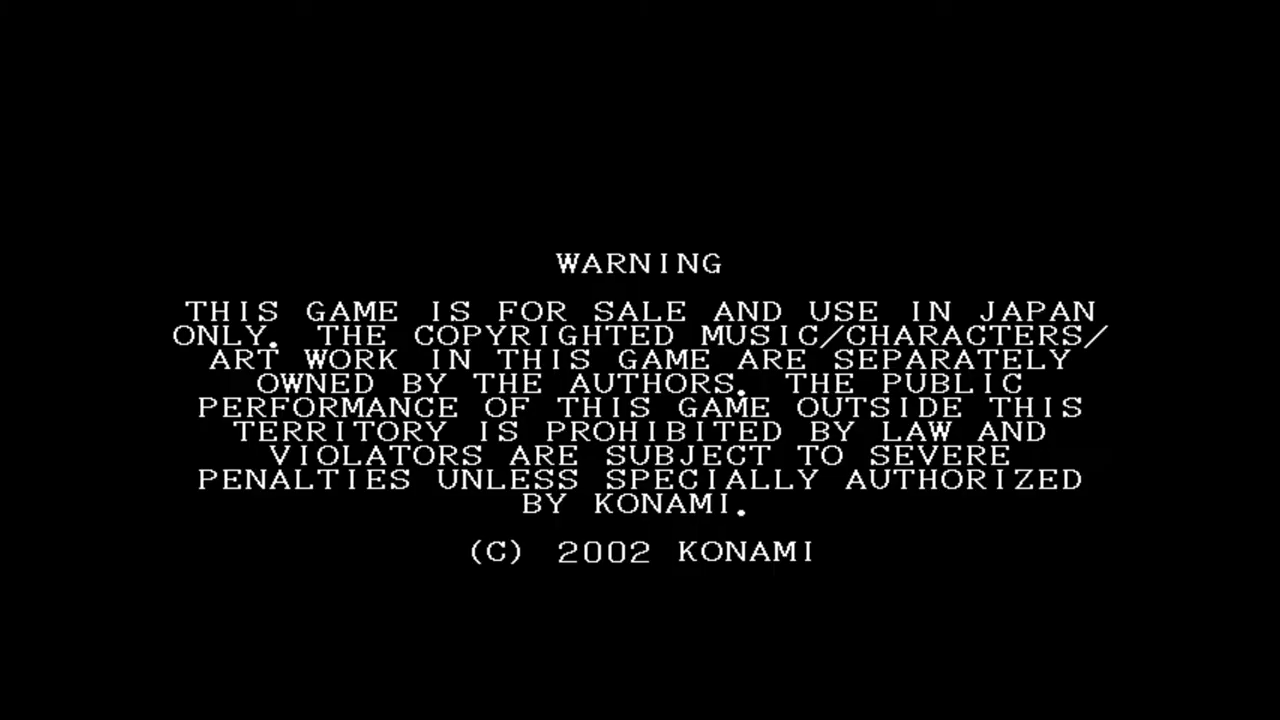 WARNING
THIS GAME IS FOR SALE AND USE IN JAPAN
ONLY. THE COPYRIGHTED MUSIC/CHARACTERS/
ART WORK IN THIS GAME ARE SEPARATELY
OWNED BY THE AUTHORS. THE PUBLIC
PERFORMANCE OF THIS GAME OUTSIDE THIS
TERRITORY IS PROHIBITED BY LAW AND
VIOLATORS ARE SUBJECT TO SEVERE
PENALTIES UNLESS SPECIALLY AUTHORIZED
BY KONAMI.
(C) 2002 KONAMI